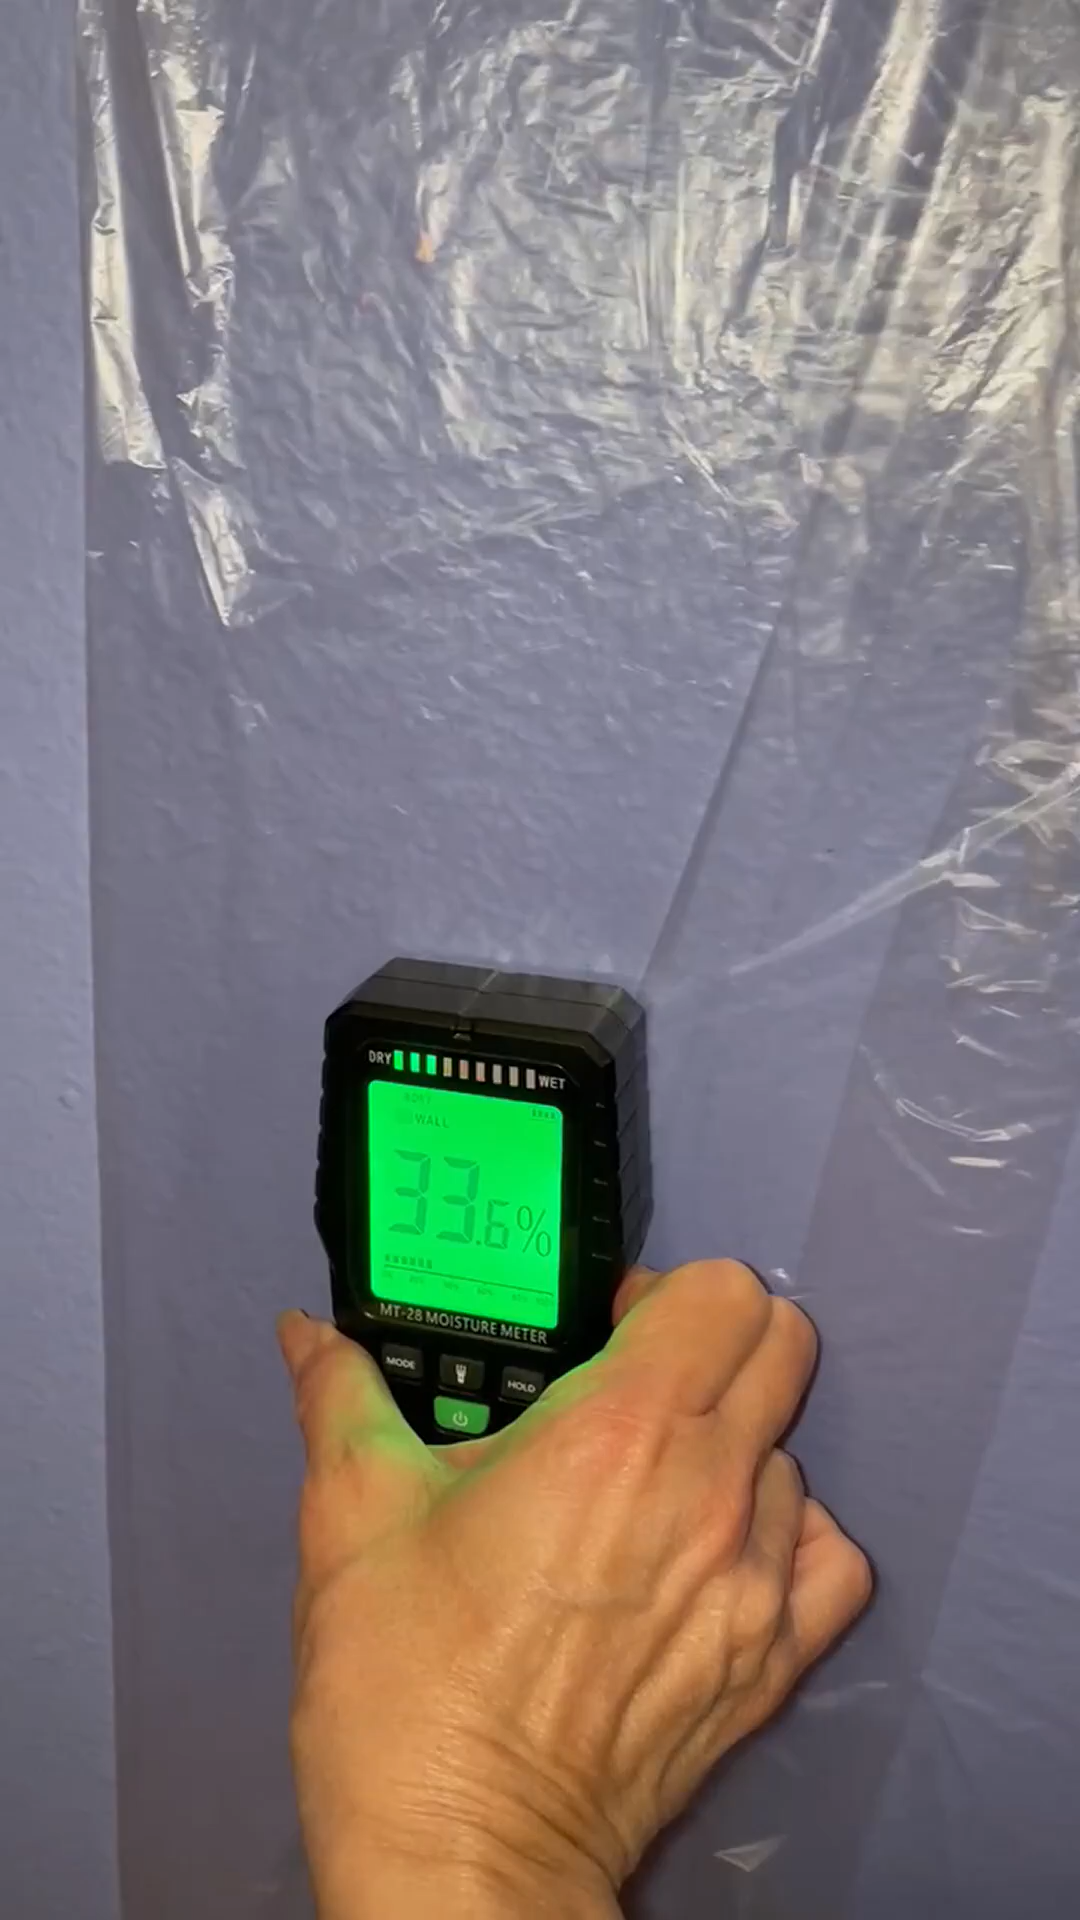 DRY WET
WALL
33.6%
MT-28 MOISTURE METER
MODE HOLD